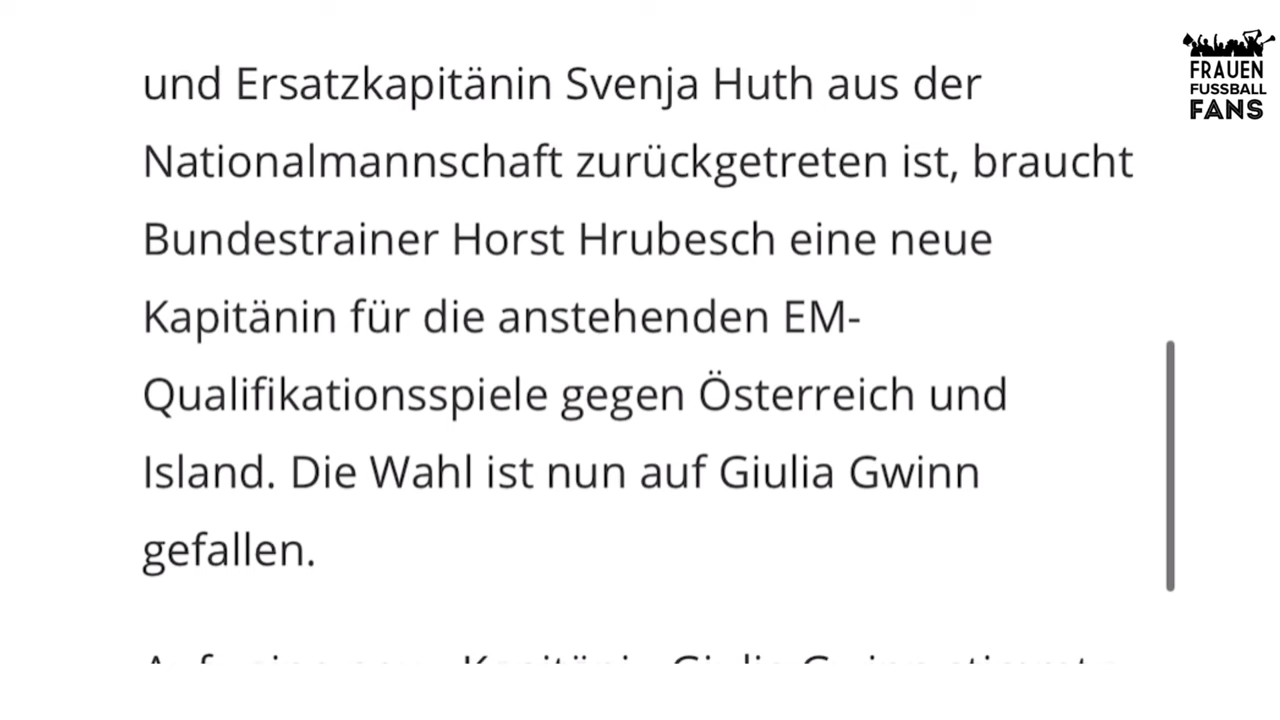 und Ersatzkapitänin Svenja Huth aus der
Nationalmannschaft zurückgetreten ist, braucht
Bundestrainer Horst Hrubesch eine neue
Kapitänin für die anstehenden EM-
Qualifikationsspiele gegen Österreich und
Island. Die Wahl ist nun auf Giulia Gwinn
gefallen.
FRAUEN
FUSSBALL
FANS